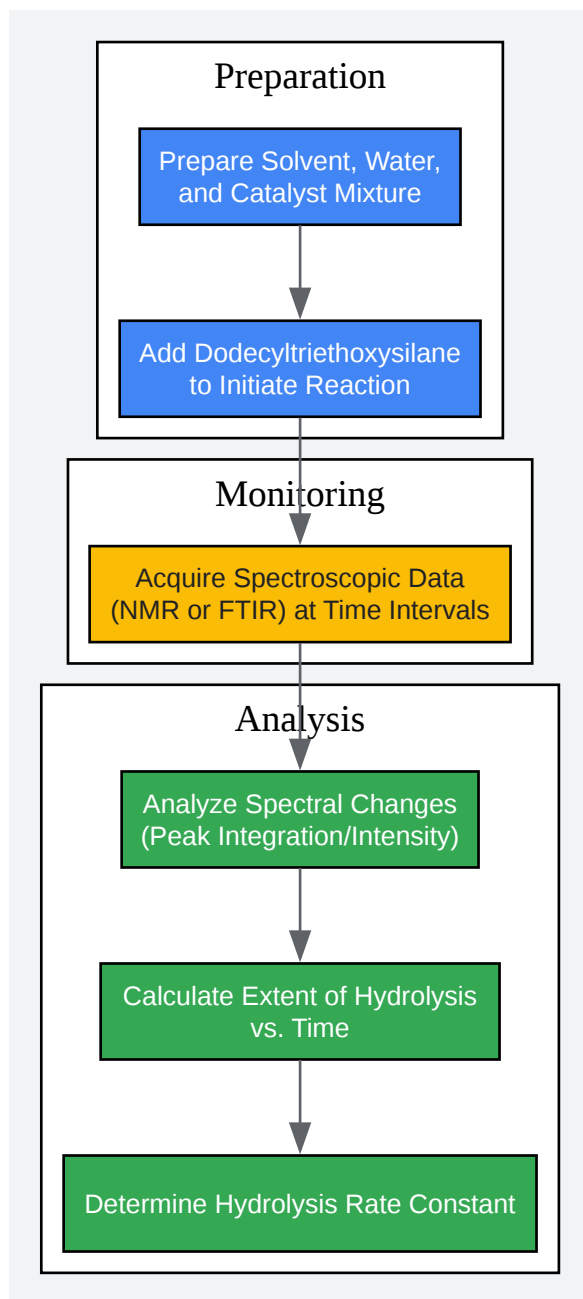 Preparation
Prepare Solvent, Water,
and Catalyst Mixture
Add Dodecyltriethoxysilane
to Initiate Reaction
Monitoring
Acquire Spectroscopic Data
(NMR or FTIR) at Time Intervals
Analysis
Analyze Spectral Changes
(Peak Integration/Intensity)
Calculate Extent of Hydrolysis
vs. Time
Determine Hydrolysis Rate Constant